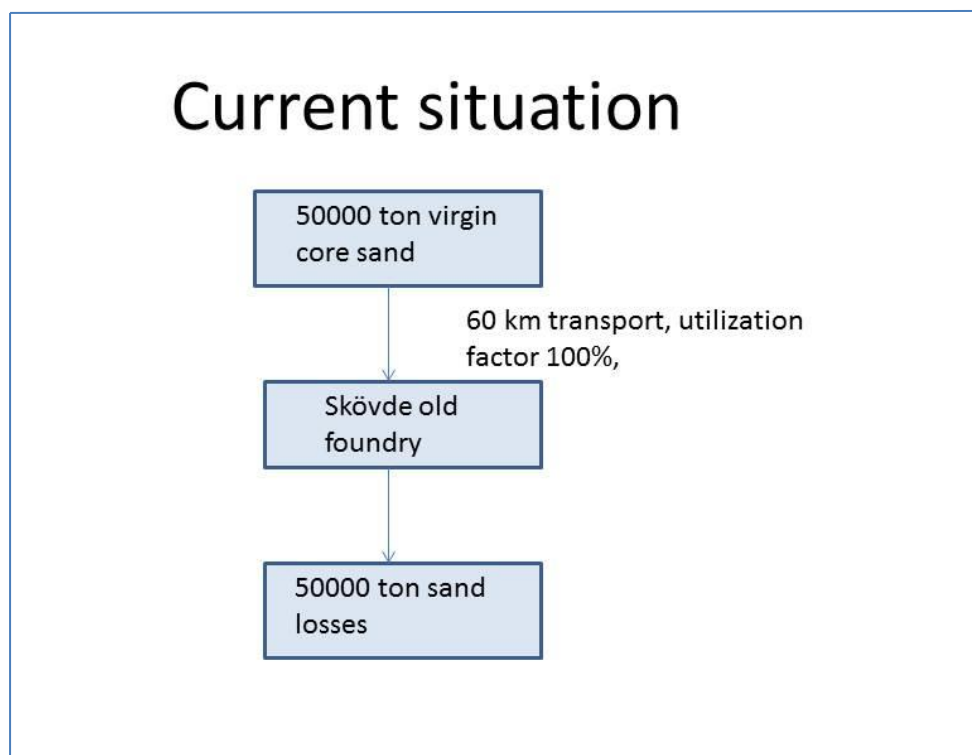 Current situation
50000 ton virgin
core sand
60 km transport, utilization
factor 100%,
Skövde old
foundry
50000 ton sand
losses